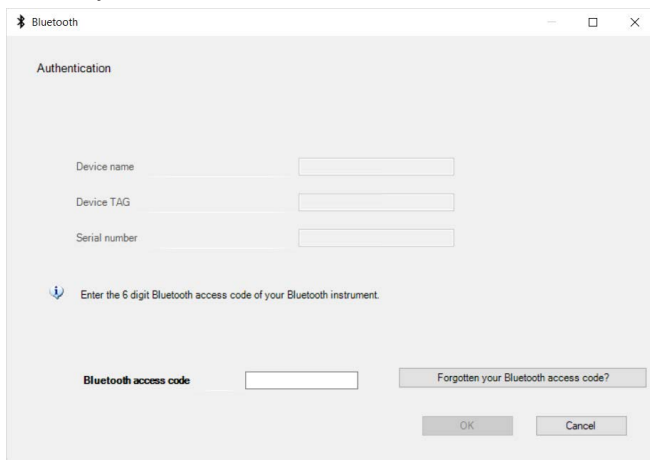 Bluetooth
Authentication
Device name
Device TAG
Serial number
Enter the 6 digit Bluetooth access code of your Bluetooth instrument.
Bluetooth access code
Forgotten your Bluetooth access code?
OK
Cancel